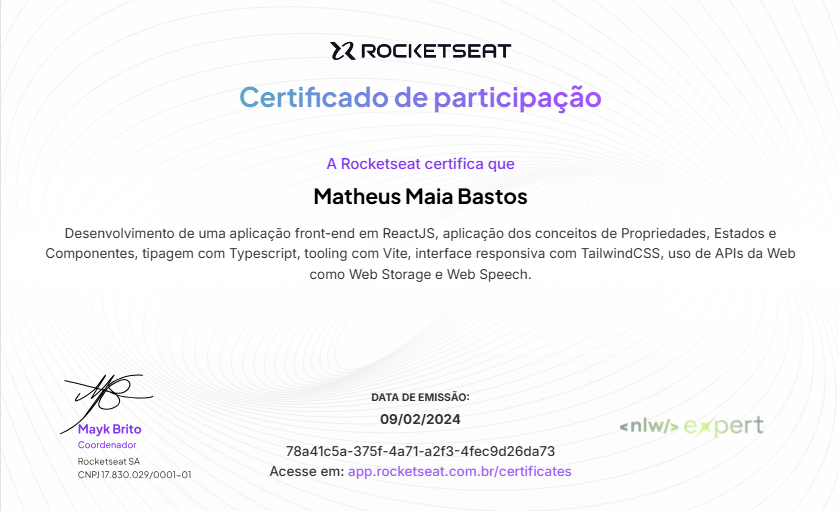 ROCKETSEAT
Certificado de participação
A Rocketseat certifica que
Matheus Maia Bastos
Desenvolvimento de uma aplicação front-end em ReactJS, aplicação dos conceitos de Propriedades, Estados e
Componentes, tipagem com Typescript, tooling com Vite, interface responsiva com TailwindCSS, uso de APIs da Web
como Web Storage e Web Speech.
Mayk Brito
Coordenador
Rocketseat SA
CNPJ 17.830.029/0001-01
DATA DE EMISSÃO:
09/02/2024
78a41c5a-375f-4a71-a2f3-4fec9d26da73
Acesse em: app.rocketseat.com.br/certificates
<nlw/> expert